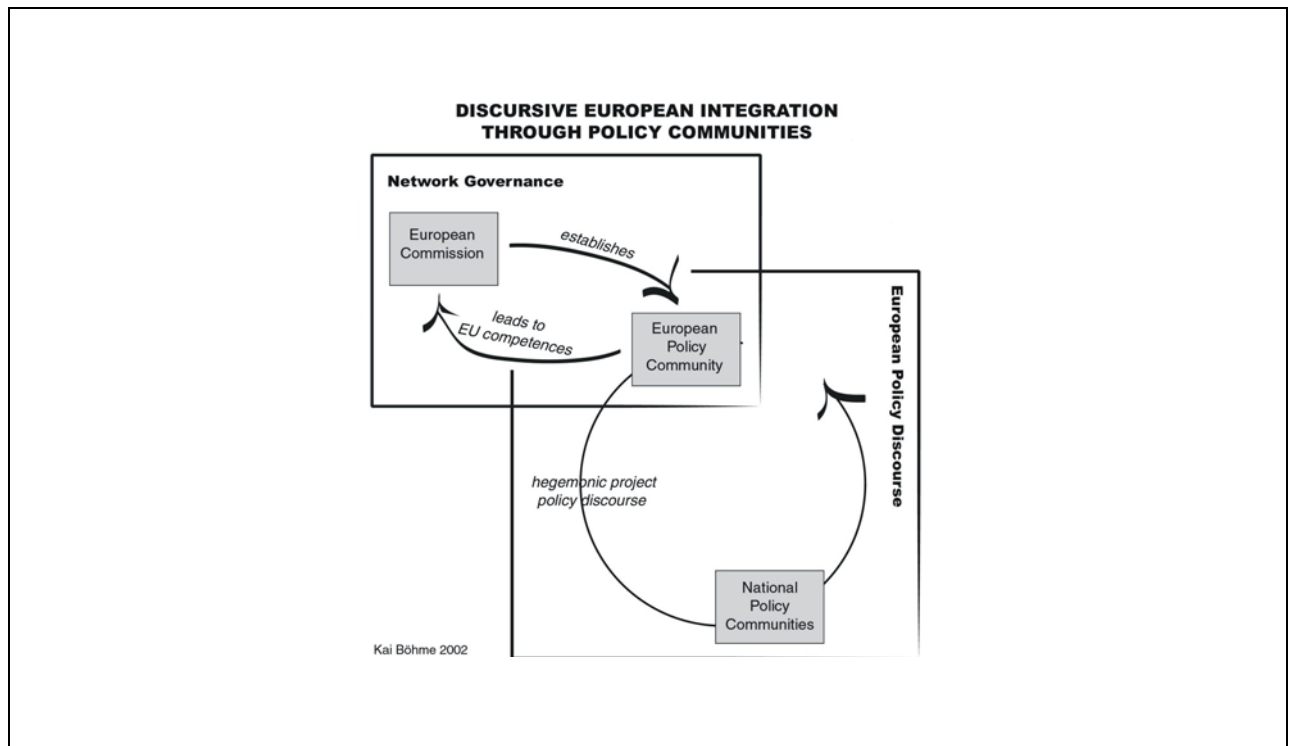 DISCURSIVE EUROPEAN INTEGRATION
THROUGH POLICY COMMUNITIES
Network Governance
European
Commission
establishes
leads to
EU competences
European
Policy
Community
European Policy Discourse
hegemonic project
policy discourse
National
Policy
Communities
Kai Böhme 2002